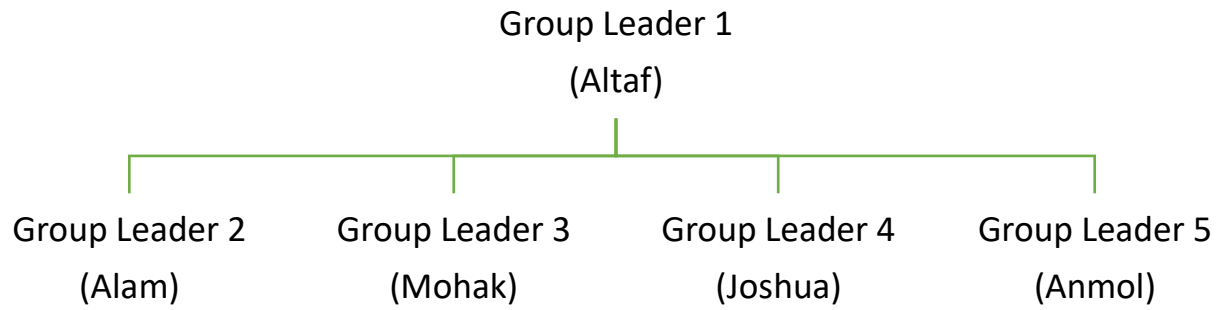 Group Leader 1
(Altaf)
Group Leader 2
(Alam)
Group Leader 3
(Mohak)
Group Leader 4
(Joshua)
Group Leader 5
(Anmol)